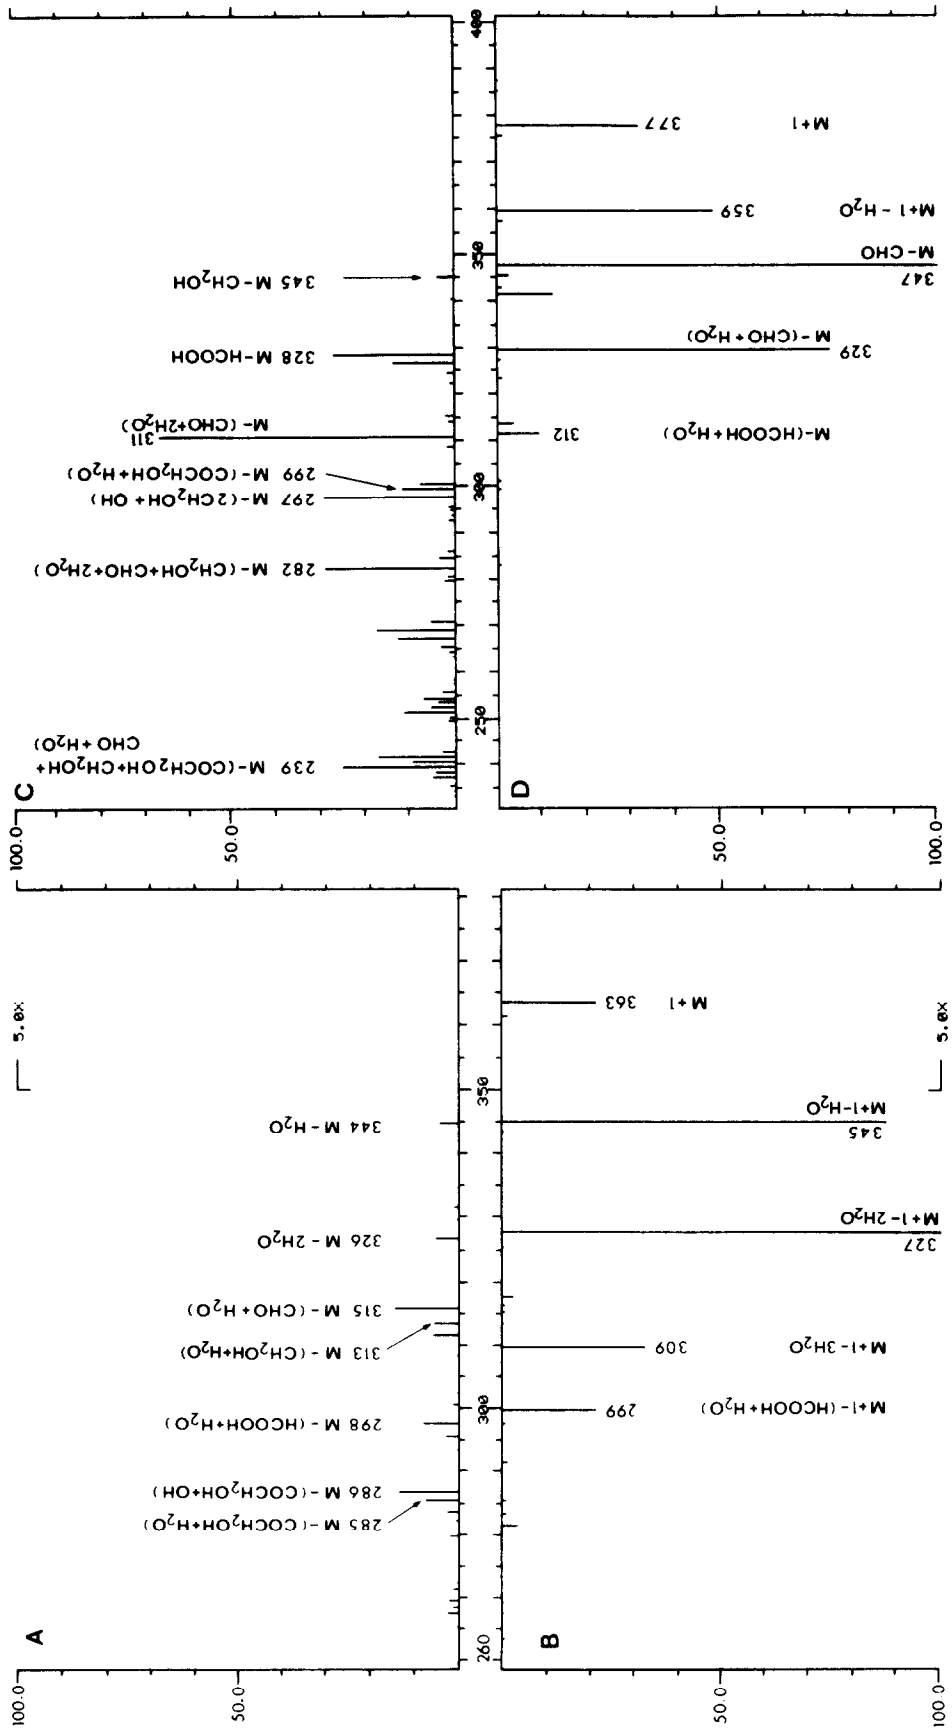 A
100.0
50.0
5.0×
344 M - H₂O
326 M - 2H₂O
315 M - (CHO + H₂O)
313 M - (CH₂OH+H₂O)
298 M - (HCOOH+H₂O)
286 M - (COCH₂OH+OH)
285 M - (COCH₂OH+H₂O)
260
300
350
B
50.0
100.0
5.0×
363 M+1
345
M+1-H₂O
327
M+1-2H₂O
309 M+1-3H₂O
299 M+1-(HCOOH+H₂O)
C
100.0
50.0
345 M-CH₂OH
328 M-HCOOH
311
M-(CHO+2H₂O)
299 M-(COCH₂OH+H₂O)
297 M-(2CH₂OH + OH)
282 M-(CH₂OH+CHO+2H₂O)
239 M-(COCH₂OH+CH₂OH+
CHO + H₂O)
250
300
350
400
D
50.0
100.0
377 M+1
359 M+1 - H₂O
347
M-CHO
329
M-(CHO+H₂O)
312 M-(HCOOH+H₂O)